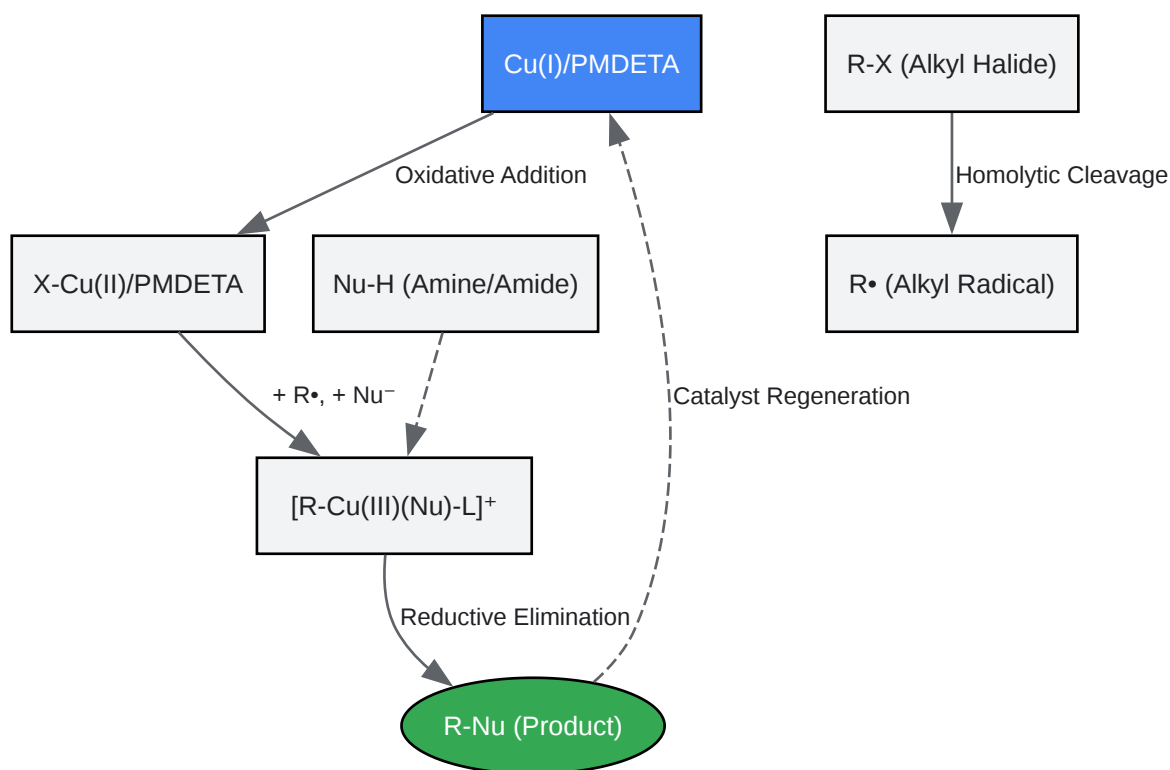 Cu(I)/PMDETA
R-X (Alkyl Halide)
Oxidative Addition
Homolytic Cleavage
X-Cu(II)/PMDETA
Nu-H (Amine/Amide)
R• (Alkyl Radical)
+ R•, + Nu⁻
Catalyst Regeneration
[R-Cu(III)(Nu)-L]⁺
Reductive Elimination
R-Nu (Product)